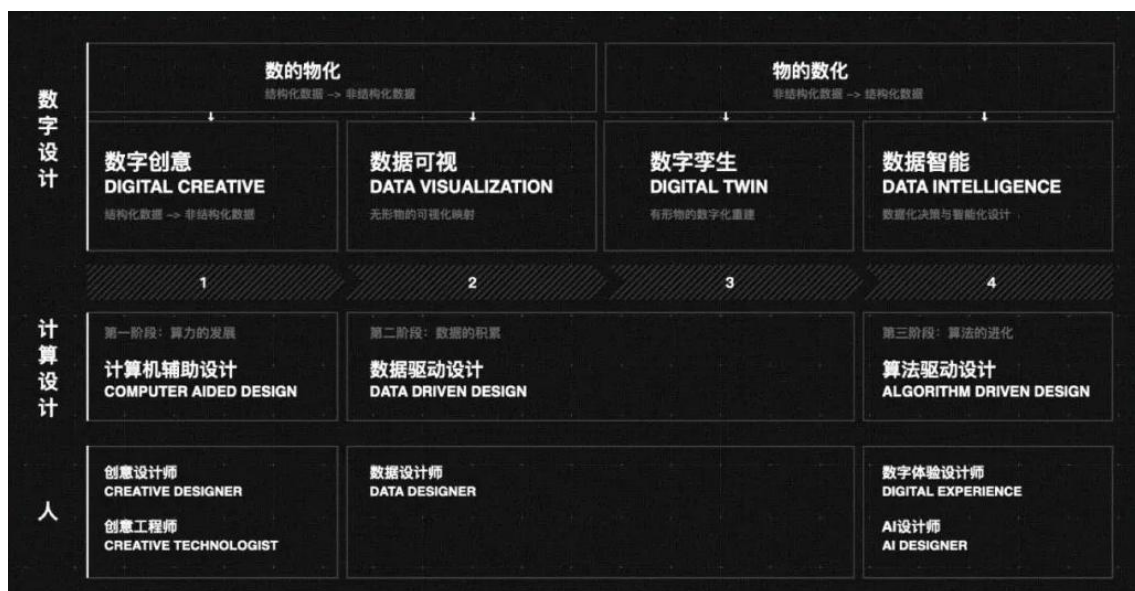 数字设计
数的物化
结构化数据 -> 非结构化数据
物的数化
非结构化数据 -> 结构化数据
数字创意
DIGITAL CREATIVE
结构化数据 -> 非结构化数据
数据可视
DATA VISUALIZATION
无形物的可视化映射
数字孪生
DIGITAL TWIN
有形物的数字化重建
数据智能
DATA INTELLIGENCE
数据化决策与智能化设计
1
2
3
4
计算设计
第一阶段：算力的发展
计算机辅助设计
COMPUTER AIDED DESIGN
第二阶段：数据的积累
数据驱动设计
DATA DRIVEN DESIGN
第三阶段：算法的进化
算法驱动设计
ALGORITHM DRIVEN DESIGN
人
创意设计师
CREATIVE DESIGNER
创意工程师
CREATIVE TECHNOLOGIST
数据设计师
DATA DESIGNER
数字体验设计师
DIGITAL EXPERIENCE
AI设计师
AI DESIGNER